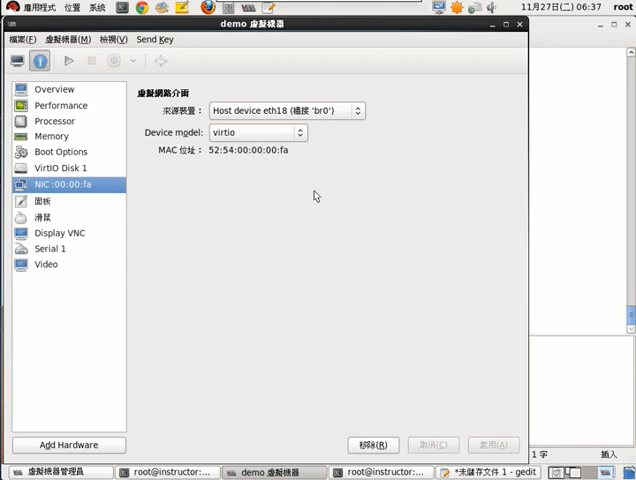 應用程式 位置 系統 11月27日(二) 06:37 root
demo 虛擬機器
檔案(F) 虛擬機器(M) 檢視(V) Send Key
Overview
Performance
Processor
Memory
Boot Options
VirtIO Disk 1
NIC :00:00:fa
面板
滑鼠
Display VNC
Serial 1
Video
Add Hardware
虛擬網路介面
來源裝置： Host device eth18 (橋接 'br0')
Device model: virtio
MAC 位址： 52:54:00:00:00:fa
移除(R) 取消(C) 套用(A)
1 字 插入
虛擬機器管理員 root@instructor:... demo 虛擬機器 root@instructor:... *未儲存文件 1 - gedit